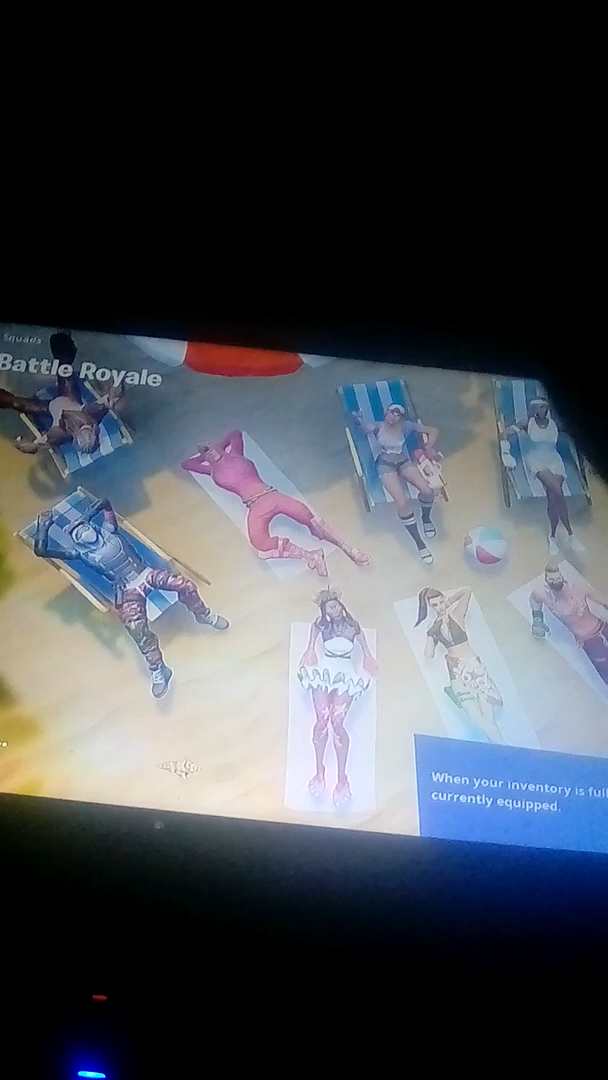 Squads
Battle Royale
When your inventory is full
currently equipped.